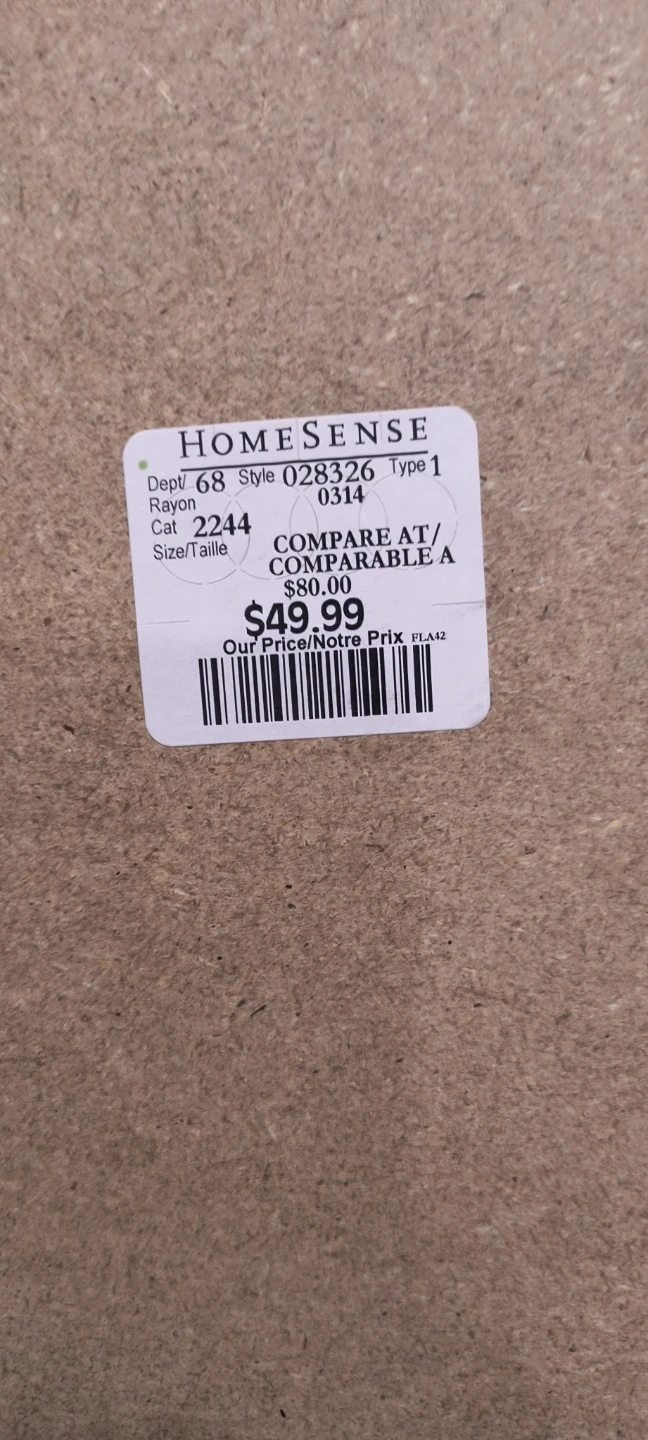 HOMESENSE
Dept/ 68 Style 028326 Type 1
Rayon 0314
Cat 2244
Size/Taille COMPARE AT/
COMPARABLE A
$80.00
$49.99
Our Price/Notre Prix FLA42